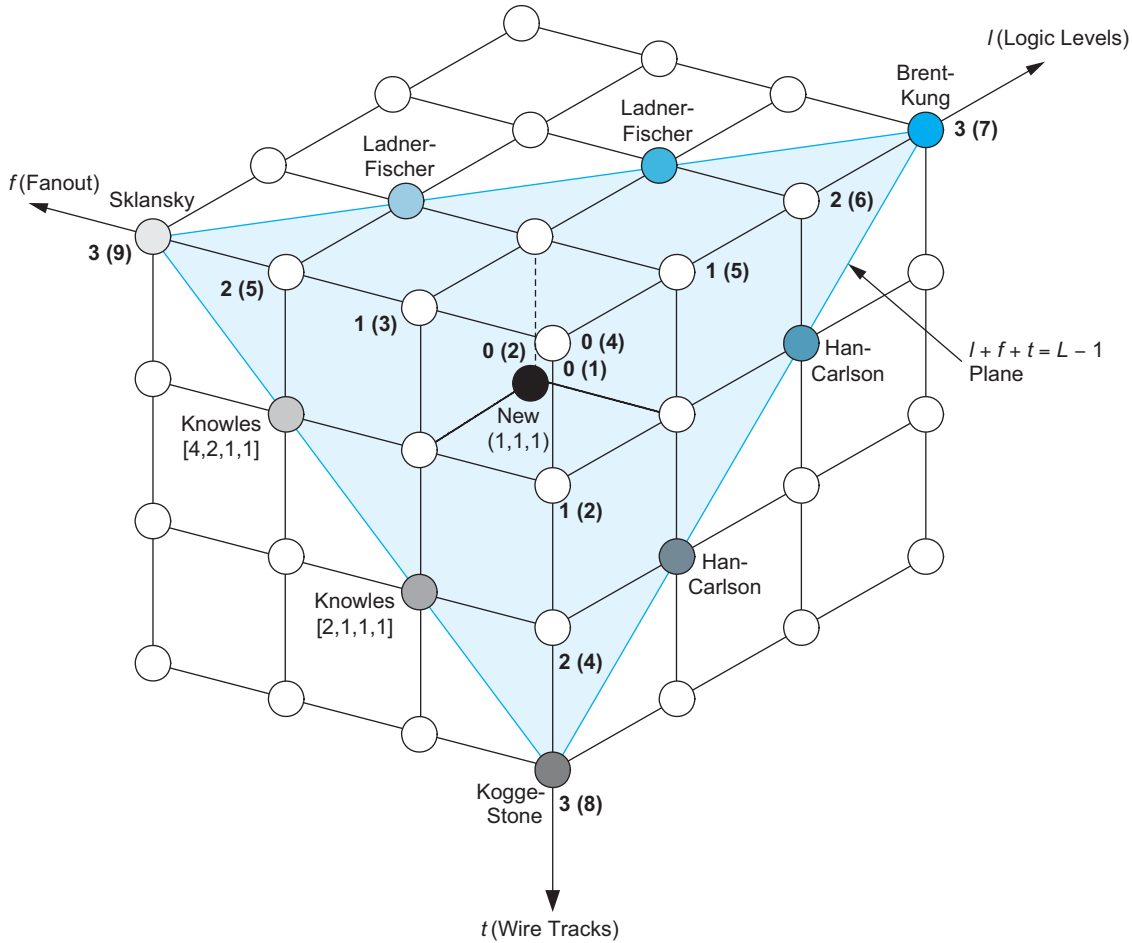 l (Logic Levels)
Brent-
Kung
3 (7)
Ladner-
Fischer
Ladner-
Fischer
f (Fanout)
Sklansky
3 (9)
2 (6)
2 (5)
1 (5)
1 (3)
0 (4)
0 (2)
0 (1)
Han-
Carlson
l + f + t = L – 1
Plane
New
(1,1,1)
Knowles
[4,2,1,1]
1 (2)
Han-
Carlson
Knowles
[2,1,1,1]
2 (4)
Kogge-
Stone
3 (8)
t (Wire Tracks)